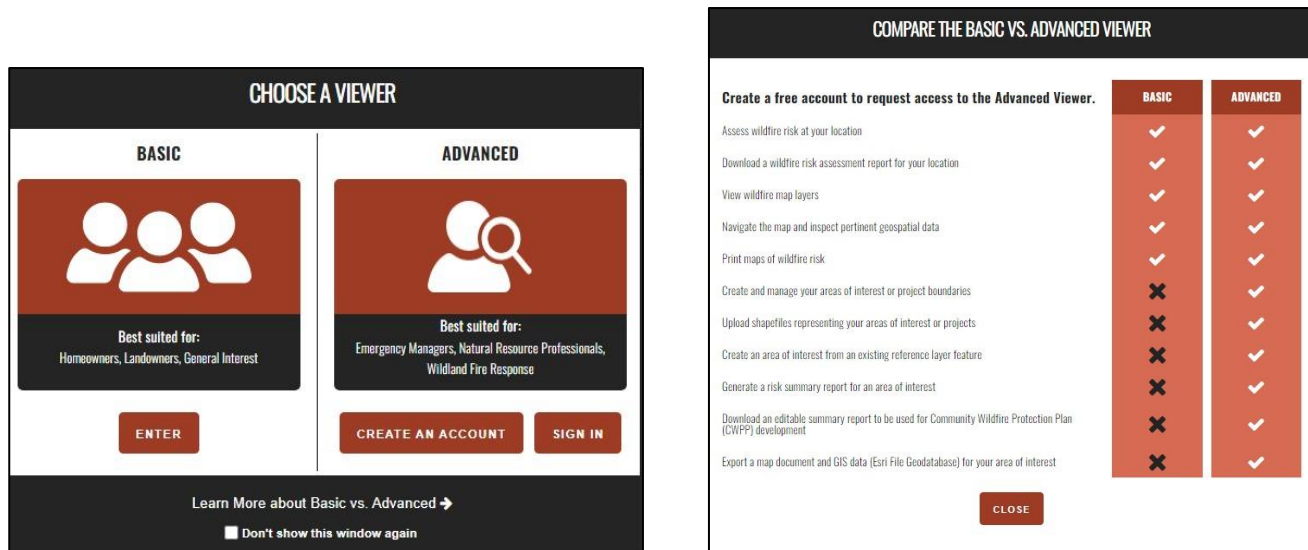 CHOOSE A VIEWER
BASIC
Best suited for:
Homeowners, Landowners, General Interest
ENTER
ADVANCED
Best suited for:
Emergency Managers, Natural Resource Professionals,
Wildland Fire Response
CREATE AN ACCOUNT
SIGN IN
Learn More about Basic vs. Advanced
Don't show this window again
COMPARE THE BASIC VS. ADVANCED VIEWER
Create a free account to request access to the Advanced Viewer.
BASIC
ADVANCED
Assess wildfire risk at your location
Download a wildfire risk assessment report for your location
View wildfire map layers
Navigate the map and inspect pertinent geospatial data
Print maps of wildfire risk
Create and manage your areas of interest or project boundaries
Upload shapefiles representing your areas of interest or projects
Create an area of interest from an existing reference layer feature
Generate a risk summary report for an area of interest
Download an editable summary report to be used for Community Wildfire Protection Plan
(CWPP) development
Export a map document and GIS data (Esri File Geodatabase) for your area of interest
CLOSE